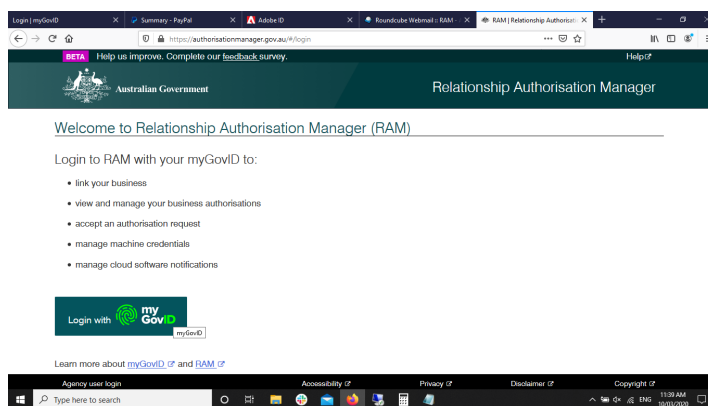 Login | myGovID
Summary - PayPal
Adobe ID
Roundcube Webmail :: RAM -
RAM | Relationship Authorisati
https://authorisationmanager.gov.au/#/login
BETA Help us improve. Complete our feedback survey.
Help
Australian Government
Relationship Authorisation Manager
Welcome to Relationship Authorisation Manager (RAM)
Login to RAM with your myGovID to:
• link your business
• view and manage your business authorisations
• accept an authorisation request
• manage machine credentials
• manage cloud software notifications
Login with my GovID
myGovID
Learn more about myGovID and RAM
Agency user login Accessibility Privacy Disclaimer Copyright
Type here to search
ENG
11:39 AM
10/03/2020